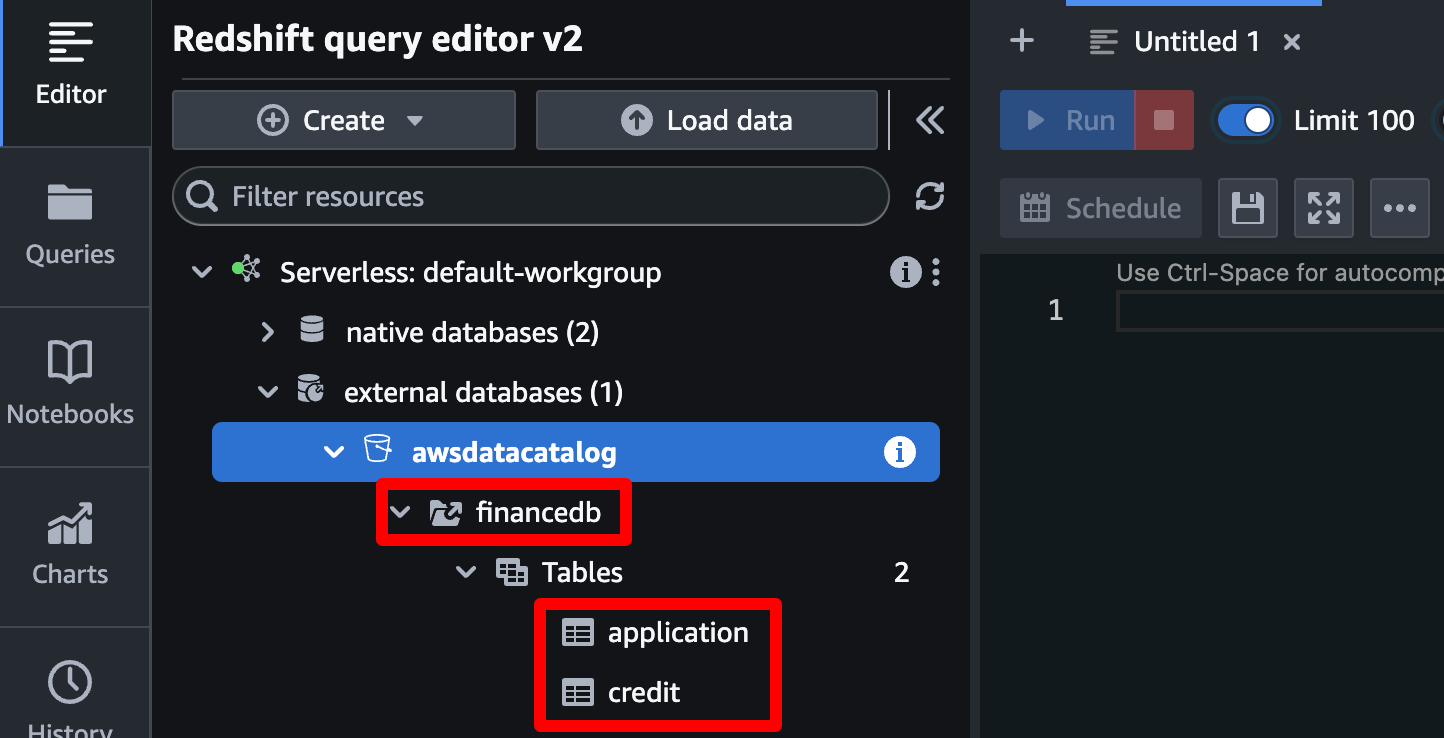 Editor
Queries
Notebooks
Charts
History
Redshift query editor v2
Create
Load data
Filter resources
Serverless: default-workgroup
native databases (2)
external databases (1)
awsdatacatalog
financedb
Tables 2
application
credit
Untitled 1
Run
Limit 100
Schedule
Use Ctrl-Space for autocomp
1